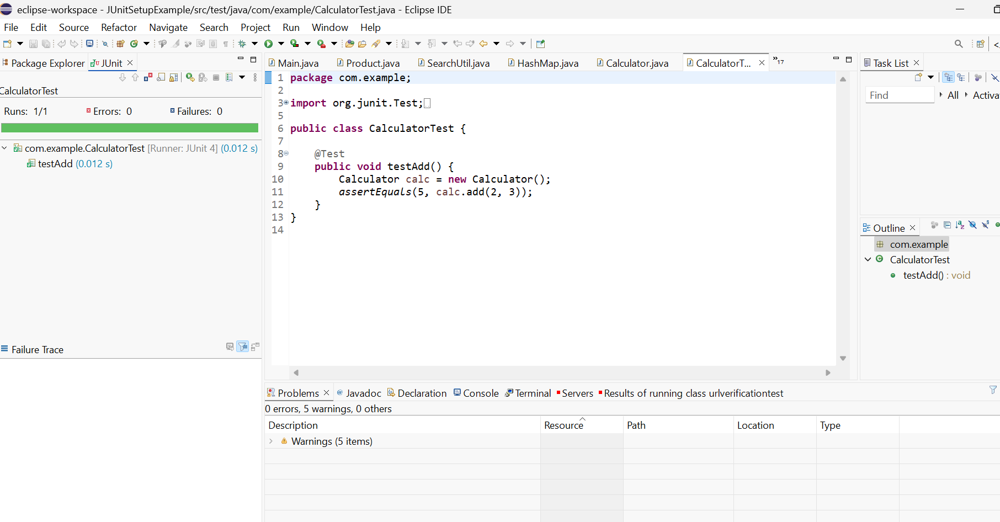 eclipse-workspace - JUnitSetupExample/src/test/java/com/example/CalculatorTest.java - Eclipse IDE
File Edit Source Refactor Navigate Search Project Run Window Help
Package Explorer JUnit
CalculatorTest
Runs: 1/1 Errors: 0 Failures: 0
com.example.CalculatorTest [Runner: JUnit 4] (0.012 s)
testAdd (0.012 s)
Failure Trace
Main.java Product.java SearchUtil.java HashMap.java Calculator.java CalculatorT... »17
1 package com.example;
2
3 import org.junit.Test;
5
6 public class CalculatorTest {
7
8 @Test
9 public void testAdd() {
10 Calculator calc = new Calculator();
11 assertEquals(5, calc.add(2, 3));
12 }
13 }
14
Task List
Find All Activa
Outline
com.example
CalculatorTest
testAdd() : void
Problems @ Javadoc Declaration Console Terminal Servers Results of running class urlverificationtest
0 errors, 5 warnings, 0 others
Description Resource Path Location Type
Warnings (5 items)